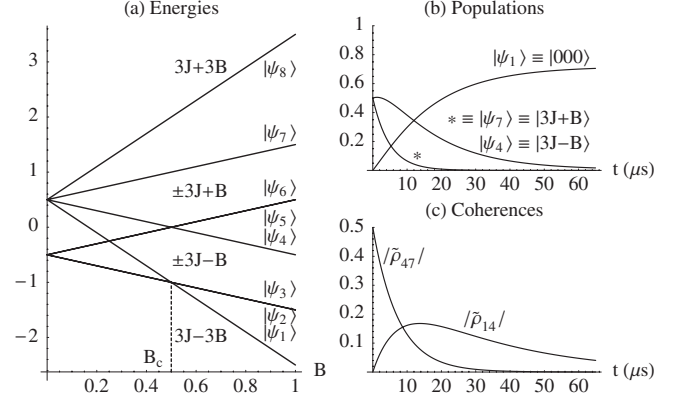 (a) Energies
3
2
1
0
−1
−2
0.2
0.4
0.6
0.8
1
B
3J+3B
±3J+B
±3J−B
3J−3B
B_c
|ψ₈⟩
|ψ₇⟩
|ψ₆⟩
|ψ₅⟩
|ψ₄⟩
|ψ₃⟩
|ψ₂⟩
|ψ₁⟩
(b) Populations
1
0.8
0.6
0.4
0.2
|ψ₁⟩ ≡ |000⟩
* ≡ |ψ₇⟩ ≡ |3J+B⟩
|ψ₄⟩ ≡ |3J−B⟩
*
10 20 30 40 50 60
t (μs)
(c) Coherences
0.5
0.4
0.3
0.2
0.1
/ρ̃₄₇/
/ρ̃₁₄/
10 20 30 40 50 60
t (μs)